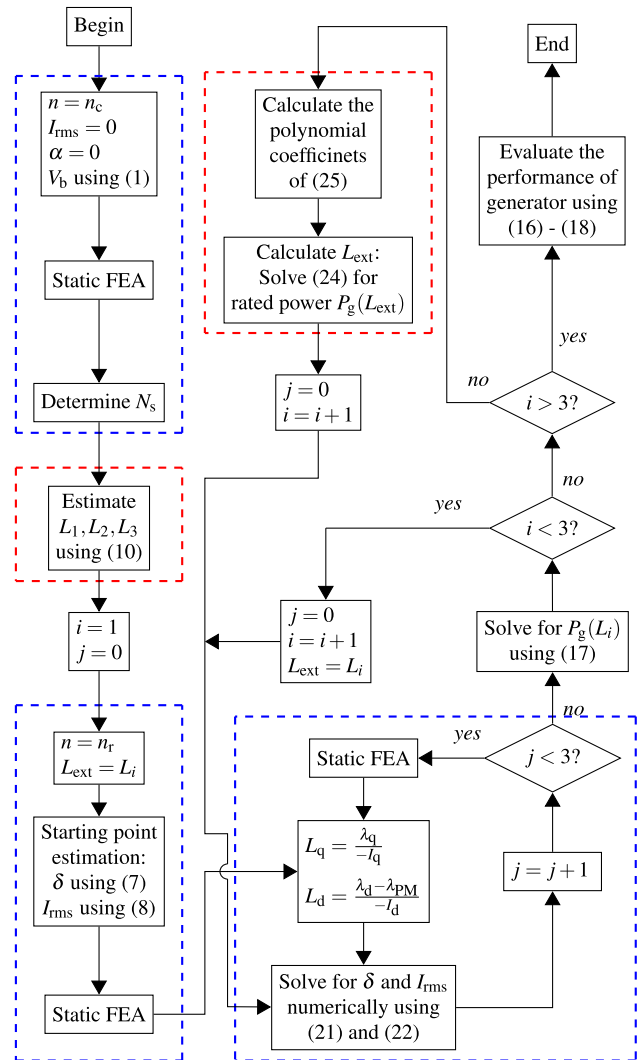 Begin
n = n_c
I_rms = 0
α = 0
V_b using (1)
Static FEA
Determine N_s
Estimate
L_1, L_2, L_3
using (10)
i = 1
j = 0
n = n_r
L_ext = L_i
Starting point
estimation:
δ using (7)
I_rms using (8)
Static FEA
Calculate the
polynomial
coefficinets
of (25)
Calculate L_ext:
Solve (24) for
rated power P_g(L_ext)
j = 0
i = i + 1
yes
j = 0
i = i + 1
L_ext = L_i
Static FEA
yes
L_q = λ_q / −I_q
L_d = λ_d − λ_PM / −I_d
Solve for δ and I_rms
numerically using
(21) and (22)
End
Evaluate the
performance of
generator using
(16) - (18)
yes
no
i > 3?
no
i < 3?
Solve for P_g(L_i)
using (17)
no
j < 3?
j = j + 1